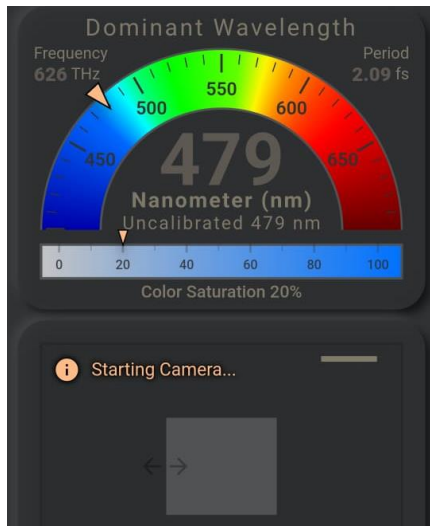 Dominant Wavelength
Frequency
626 THz
Period
2.09 fs
450
500
550
600
650
479
Nanometer (nm)
Uncalibrated 479 nm
0 20 40 60 80 100
Color Saturation 20%
Starting Camera...